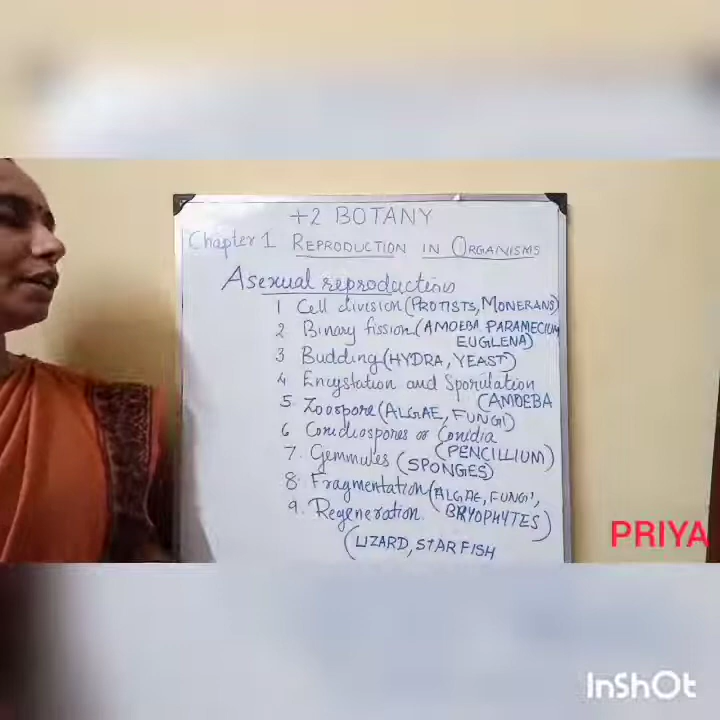 +2 BOTANY
Chapter 1 REPRODUCTION IN ORGANISMS
Asexual reproduction
1 Cell division (PROTISTS, MONERANS)
2 Binary fission (AMOEBA PARAMECIUM
EUGLENA)
3 Budding (HYDRA, YEAST)
4 Encystation and Sporulation
(AMOEBA
5 Zoospore (ALGAE, FUNGI)
6 Conidiospores or Conidia
(PENCILLIUM)
7. Gemmules (SPONGES)
8. Fragmentation (ALGAE, FUNGI,
BRYOPHYTES)
9. Regeneration
(LIZARD, STARFISH
PRIYA
InShOt